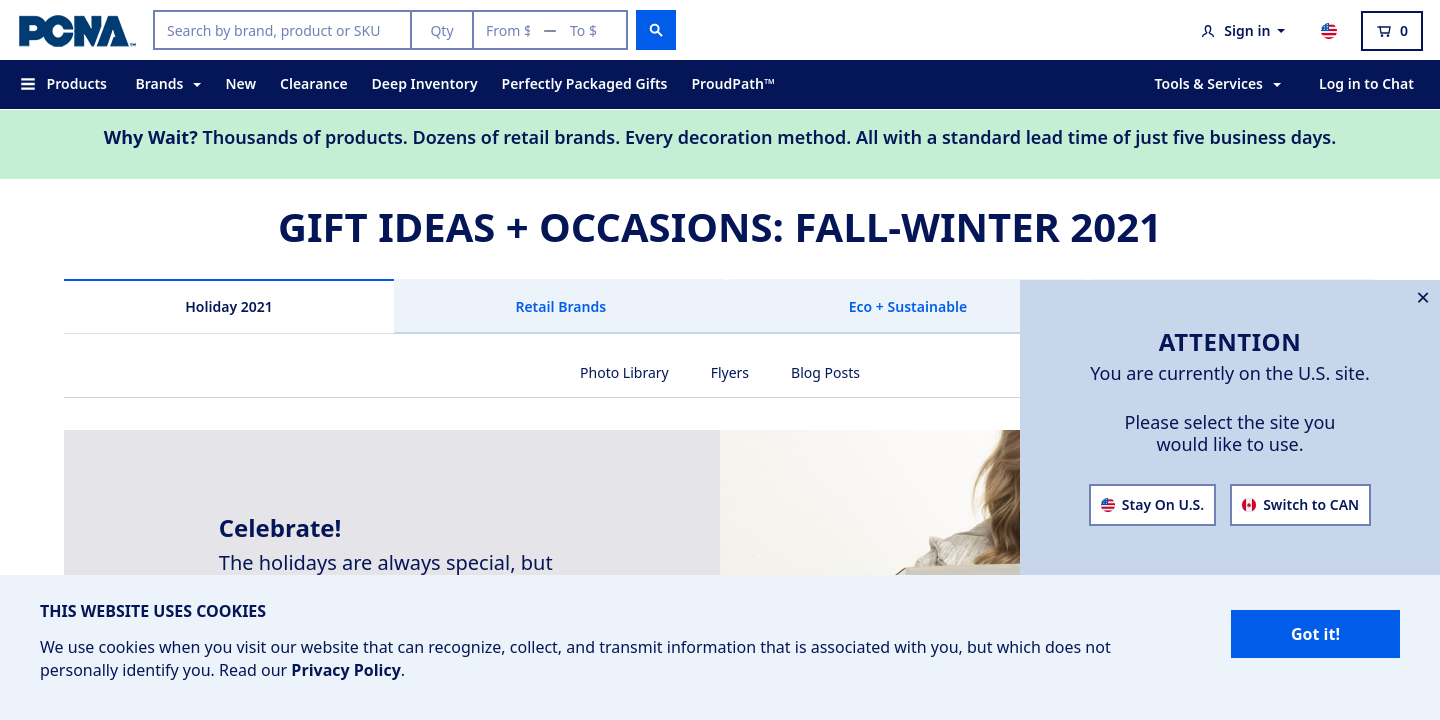 PCNA™
Search by brand, product or SKU
Qty
From $ — To $
Sign in
0
Products
Brands
New
Clearance
Deep Inventory
Perfectly Packaged Gifts
ProudPath™
Tools & Services
Log in to Chat
Why Wait? Thousands of products. Dozens of retail brands. Every decoration method. All with a standard lead time of just five business days.
GIFT IDEAS + OCCASIONS: FALL-WINTER 2021
Holiday 2021
Retail Brands
Eco + Sustainable
Photo Library
Flyers
Blog Posts
×
ATTENTION
You are currently on the U.S. site.
Please select the site you
would like to use.
Stay On U.S.
Switch to CAN
Celebrate!
The holidays are always special, but
THIS WEBSITE USES COOKIES
We use cookies when you visit our website that can recognize, collect, and transmit information that is associated with you, but which does not
personally identify you. Read our Privacy Policy.
Got it!